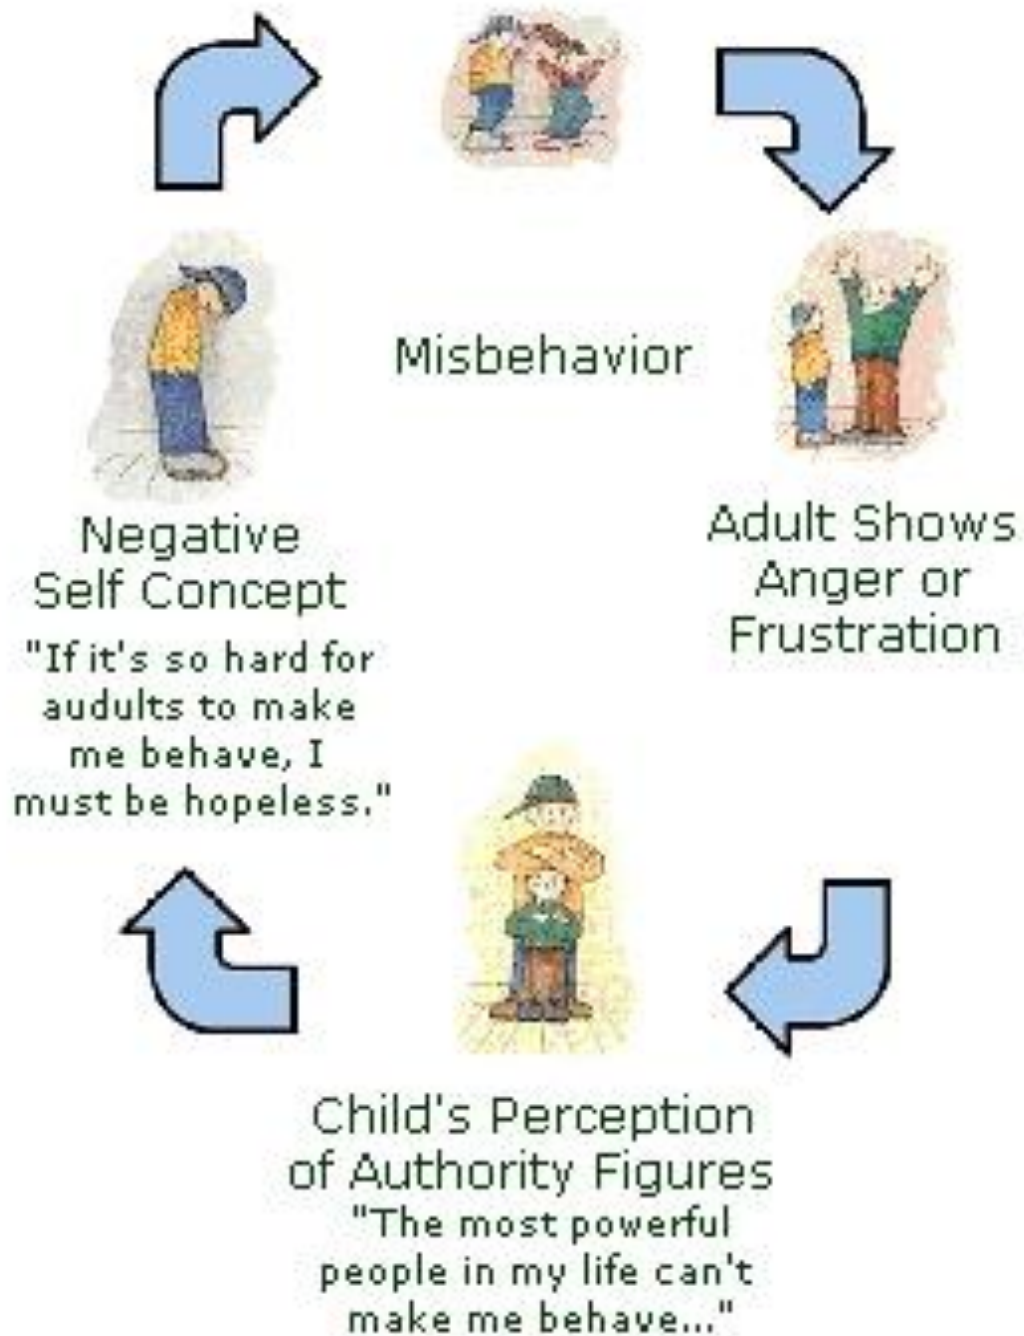 Misbehavior
Adult Shows
Anger or
Frustration
Child's Perception
of Authority Figures
"The most powerful
people in my life can't
make me behave..."
Negative
Self Concept
"If it's so hard for
audults to make
me behave, I
must be hopeless."